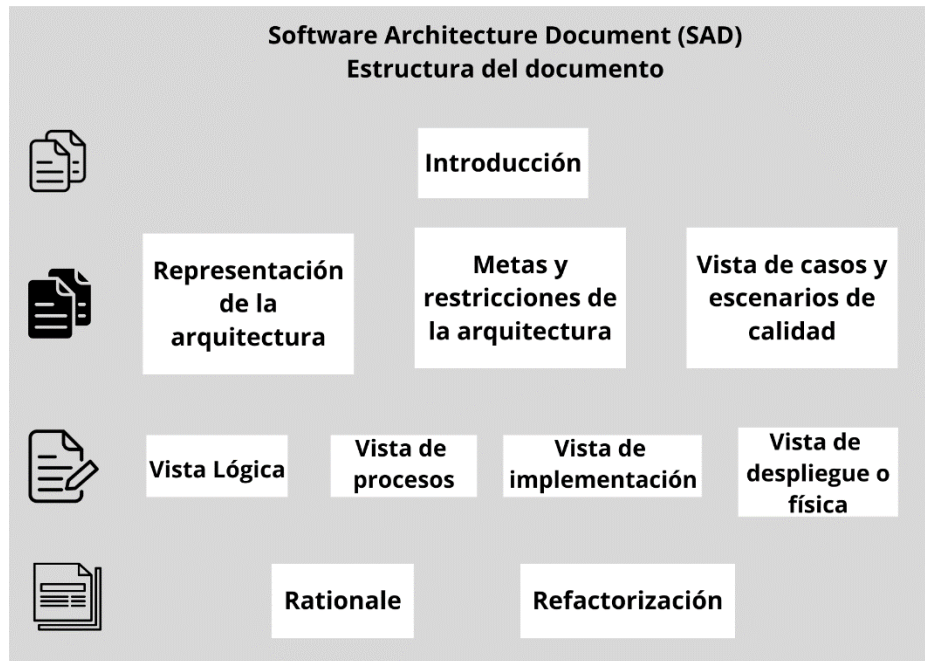 Software Architecture Document (SAD)
Estructura del documento
Introducción
Representación
de la
arquitectura
Metas y
restricciones de
la arquitectura
Vista de casos y
escenarios de
calidad
Vista Lógica
Vista de
procesos
Vista de
implementación
Vista de
despliegue o
física
Rationale
Refactorización